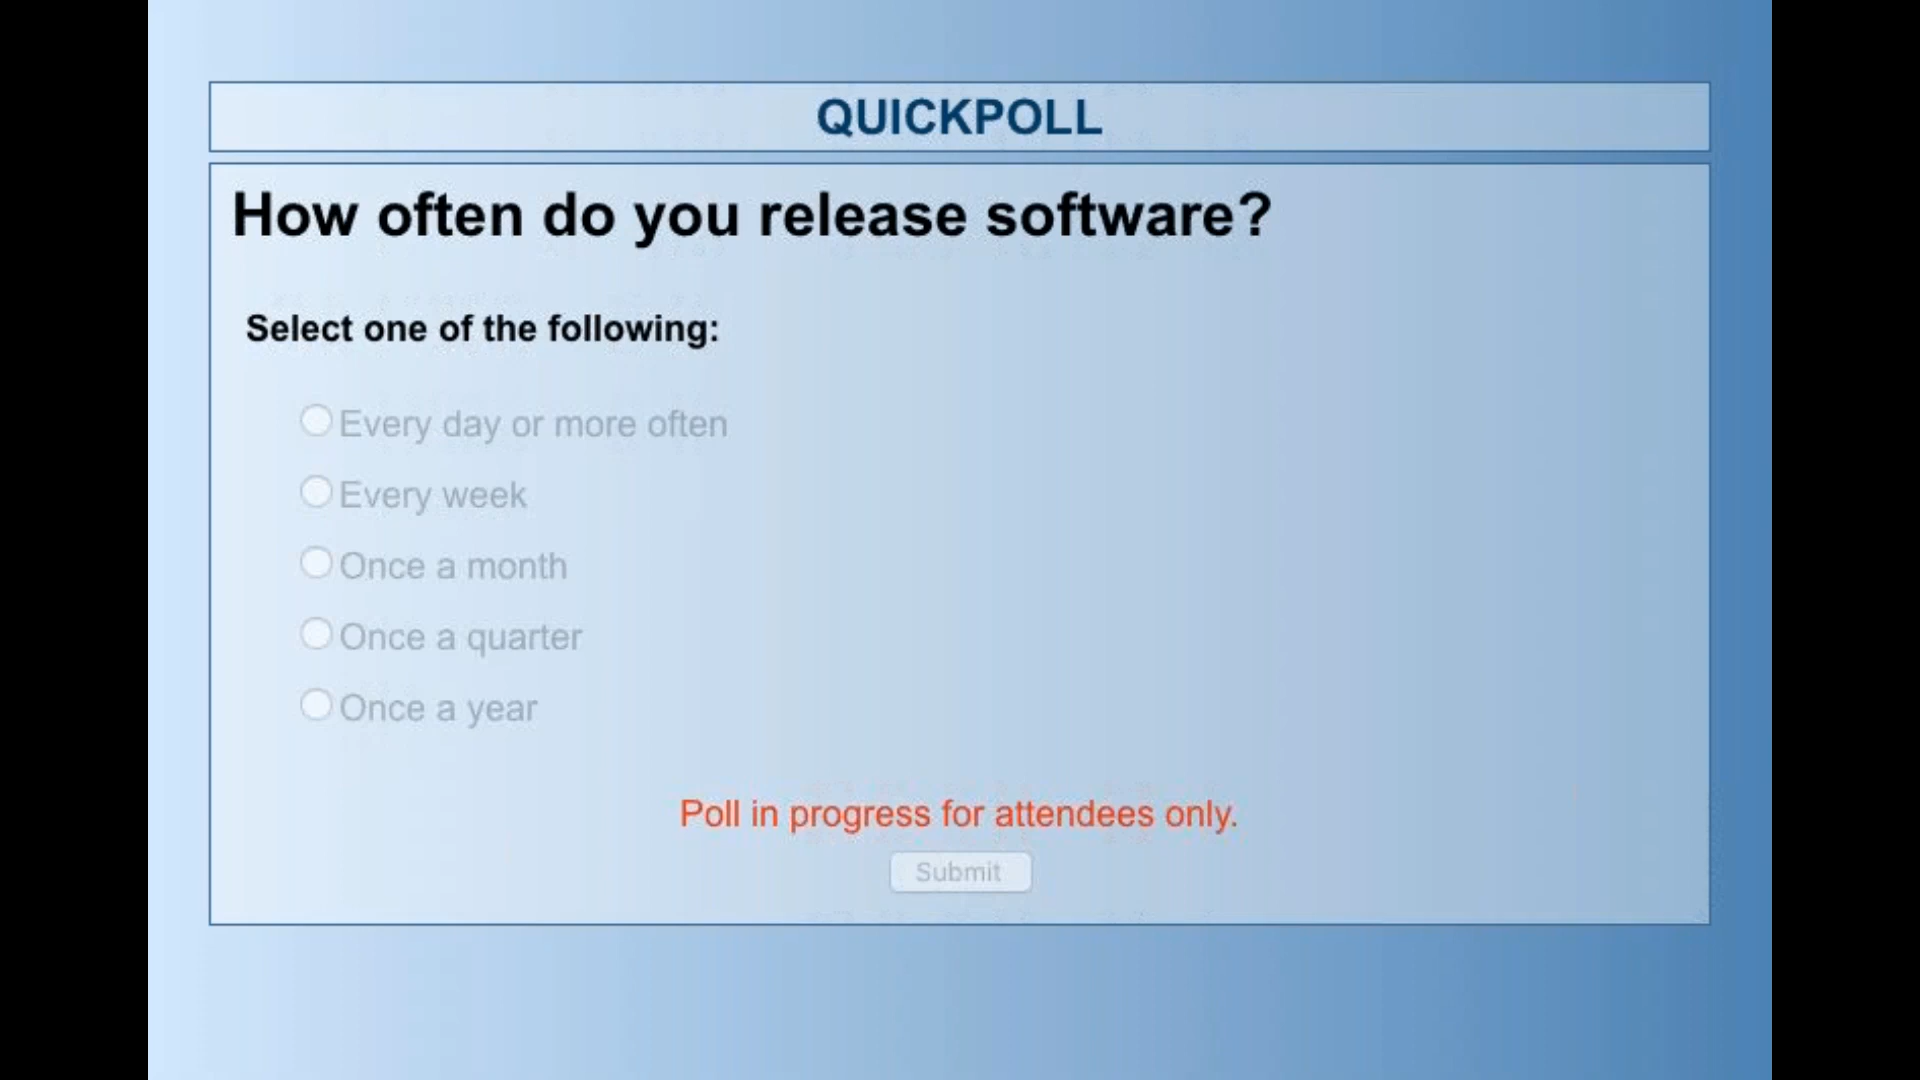 QUICKPOLL
How often do you release software?
Select one of the following:
Every day or more often
Every week
Once a month
Once a quarter
Once a year
Poll in progress for attendees only.
Submit